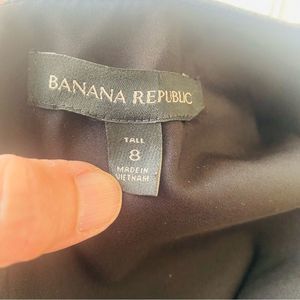 BANANA REPUBLIC
TALL
8
MADE IN
VIETNAM